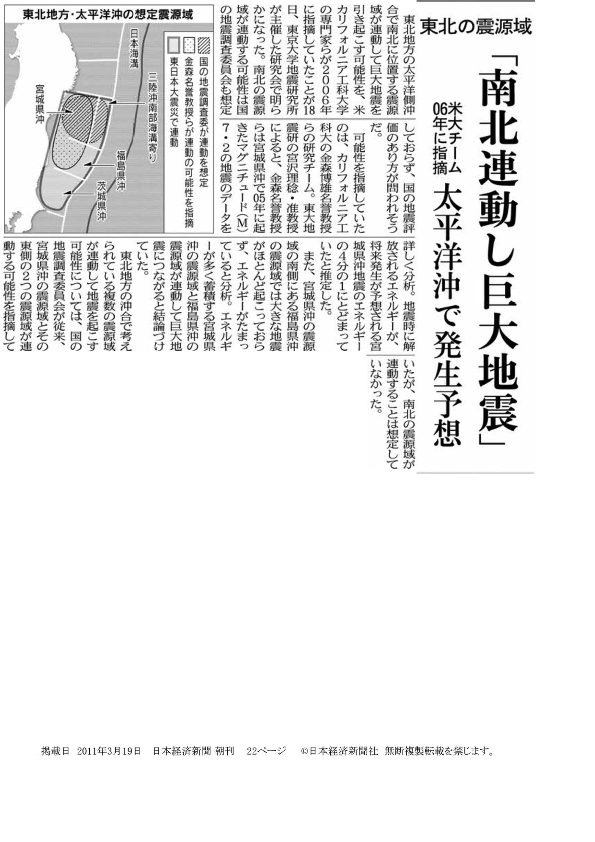 東北の震源域
「南北連動し巨大地震」
米大チーム
06年に指摘
太平洋沖で発生予想
東北地方の太平洋側沖
合で南北に位置する震源
域が連動して巨大地震を
引き起こす可能性を、米
カリフォルニア工科大学
の専門家らが2006年
に指摘していたことが18
日、東京大学地震研究所
が主催した研究会で明ら
かになった。南北の震源
域が連動する可能性は国
の地震調査委員会も想定
しておらず、国の地震評
価のあり方が問われそう
だ。
可能性を指摘していた
のは、カリフォルニア工
科大の金森博雄名誉教授
らの研究チーム。東大地
震研の宮沢理稔・准教授
によると、金森名誉教授
らは宮城県沖で05年に起
きたマグニチュード(M)
7・2の地震のデータを
詳しく分析。地震時に解
放されるエネルギーが、
将来発生が予想される宮
城県沖地震のエネルギー
の4分の1にとどまって
いたと推定した。
また、宮城県沖の震源
域の南側にある福島県沖
の震源域では大きな地震
がほとんど起こっておら
ず、エネルギーがたまっ
ていると分析。エネルギ
ーが多く蓄積する宮城県
沖の震源域と福島県沖の
震源域が連動して巨大地
震につながると結論づけ
ていた。
東北地方の沖合で考え
られている複数の震源域
が連動して地震を起こす
可能性については、国の
地震調査委員会が従来、
宮城県沖の震源域とその
東側の2つの震源域が連
動する可能性を指摘して
いたが、南北の震源域が
連動することは想定して
いなかった。
東北地方・太平洋沖の想定震源域
国の地震調査委が連動を想定
金森名誉教授らが連動の可能性を指摘
東日本大震災で連動
日本海溝
三陸沖南部海溝寄り
宮城県沖
福島県沖
茨城県沖
掲載日 2011年3月19日 日本経済新聞 朝刊 22ページ ©日本経済新聞社 無断複製転載を禁じます。